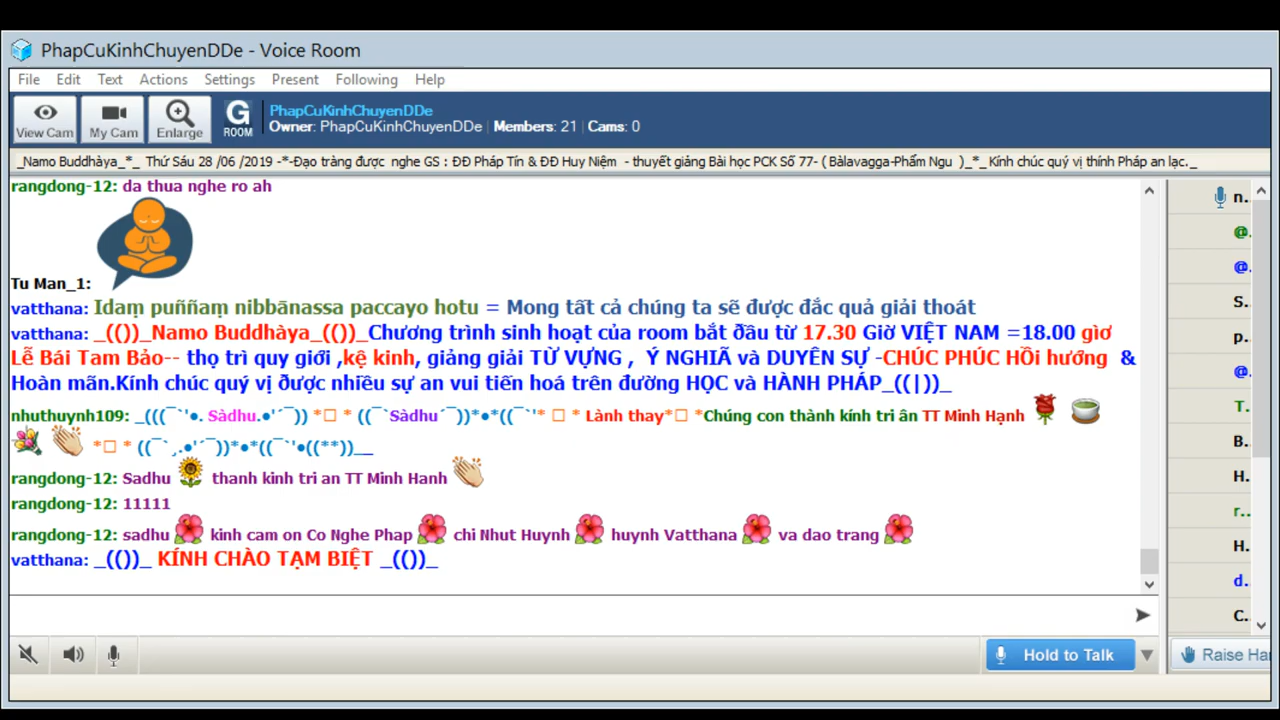 PhapCuKinhChuyenDDe - Voice Room
File Edit Text Actions Settings Present Following Help
View Cam My Cam Enlarge G ROOM PhapCuKinhChuyenDDe
Owner: PhapCuKinhChuyenDDe | Members: 21 | Cams: 0
_Namo Buddhàya_*_ Thứ Sáu 28 /06 /2019 -*-Đạo tràng được nghe GS : ĐĐ Pháp Tín & ĐĐ Huy Niệm - thuyết giảng Bài học PCK Số 77- ( Bàlavagga-Phẩm Ngu )_*_Kính chúc quý vị thính Pháp an lạc._
rangdong-12: da thua nghe ro ah
Tu Man_1:
vatthana: Idaṃ puññaṃ nibbānassa paccayo hotu = Mong tất cả chúng ta sẽ được đắc quả giải thoát
vatthana: _(())_Namo Buddhàya_(())_Chương trình sinh hoạt của room bắt đầu từ 17.30 Giờ VIỆT NAM =18.00 giờ
Lễ Bái Tam Bảo-- thọ trì quy giới ,kệ kinh, giảng giải TỪ VỰNG , Ý NGHIÃ và DUYÊN SỰ -CHÚC PHÚC HỒi hướng &
Hoàn mãn.Kính chúc quý vị được nhiều sự an vui tiến hoá trên đường HỌC và HÀNH PHÁP_((|))_
nhuthuynh109: _(((¯`'•. Sàdhu.•'´¯)) *□ * ((¯`Sàdhu´¯))*•*((¯`'* □ * Lành thay*□ *Chúng con thành kính tri ân TT Minh Hạnh
*□ * ((¯`¸.•'´¯))*•*((¯`'•((**))__
rangdong-12: Sadhu thanh kinh tri an TT Minh Hanh
rangdong-12: 11111
rangdong-12: sadhu kinh cam on Co Nghe Phap chi Nhut Huynh huynh Vatthana va dao trang
vatthana: _(())_ KÍNH CHÀO TẠM BIỆT _(())_
n..
@.
@.
S..
p..
@.
T..
B..
H..
r..
H..
d..
C..
Hold to Talk Raise Han